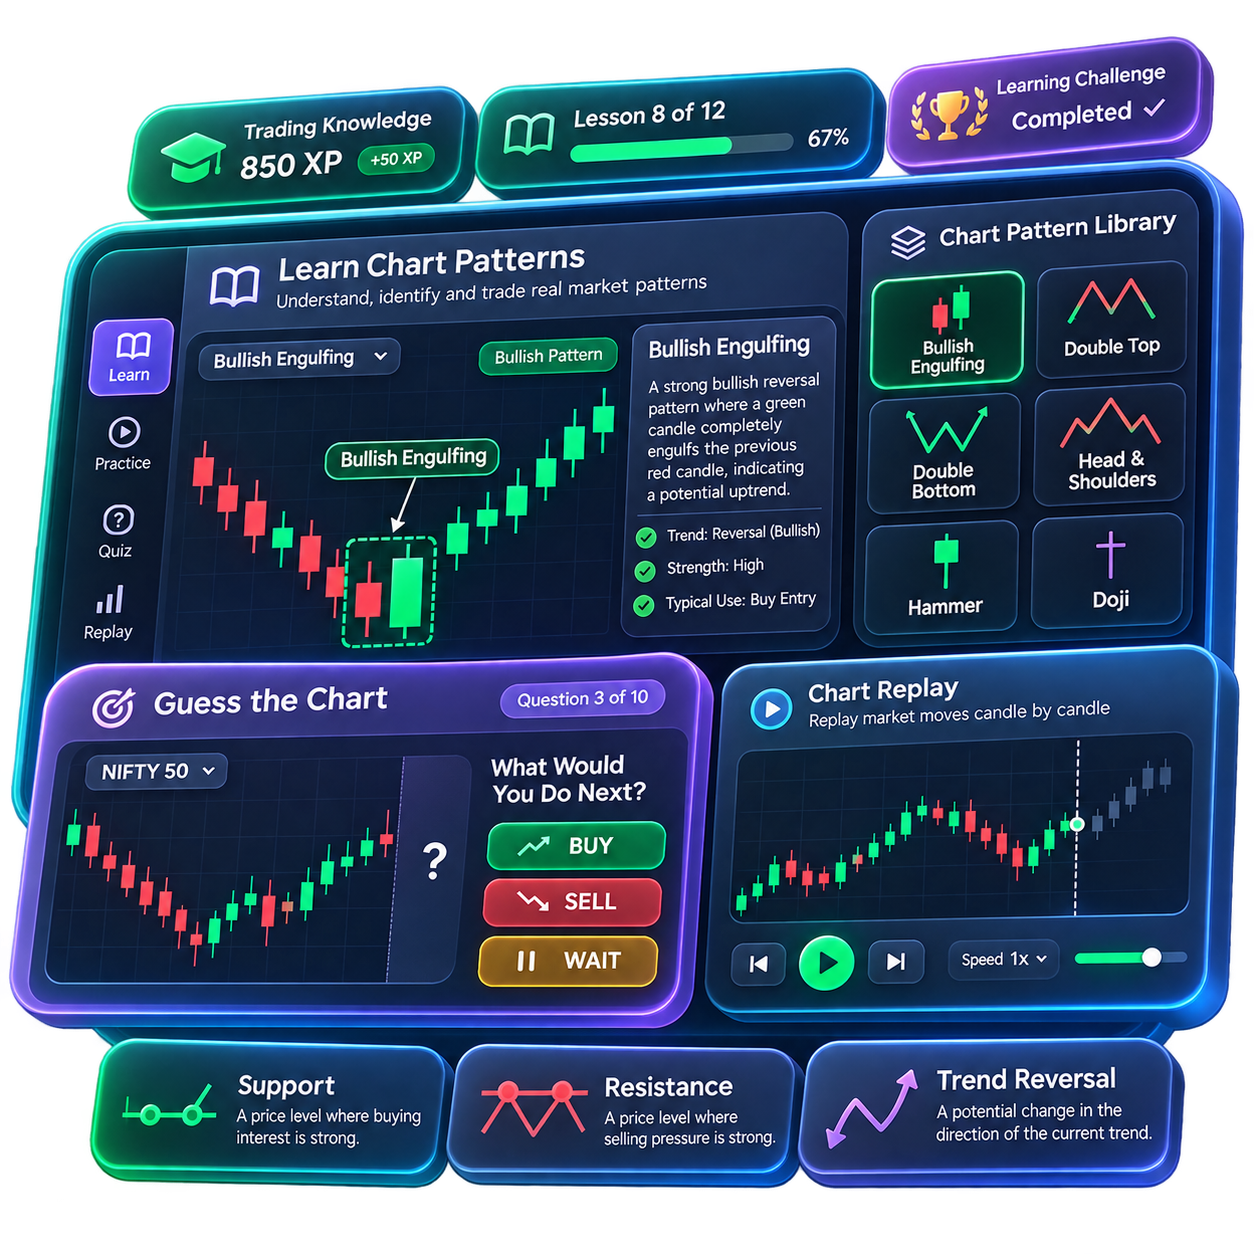 Trading Knowledge
850 XP
+50 XP
Lesson 8 of 12
67%
Learning Challenge
Completed
Learn Chart Patterns
Understand, identify and trade real market patterns
Learn
Practice
Quiz
Replay
Bullish Engulfing
Bullish Pattern
Bullish Engulfing
Bullish Engulfing
A strong bullish reversal
pattern where a green
candle completely
engulfs the previous
red candle, indicating
a potential uptrend.
Trend: Reversal (Bullish)
Strength: High
Typical Use: Buy Entry
Chart Pattern Library
Bullish
Engulfing
Double Top
Double
Bottom
Head &
Shoulders
Hammer
Doji
Guess the Chart
Question 3 of 10
NIFTY 50
?
What Would
You Do Next?
BUY
SELL
WAIT
Chart Replay
Replay market moves candle by candle
Speed 1x
Support
A price level where buying
interest is strong.
Resistance
A price level where
selling pressure is strong.
Trend Reversal
A potential change in the
direction of the current trend.